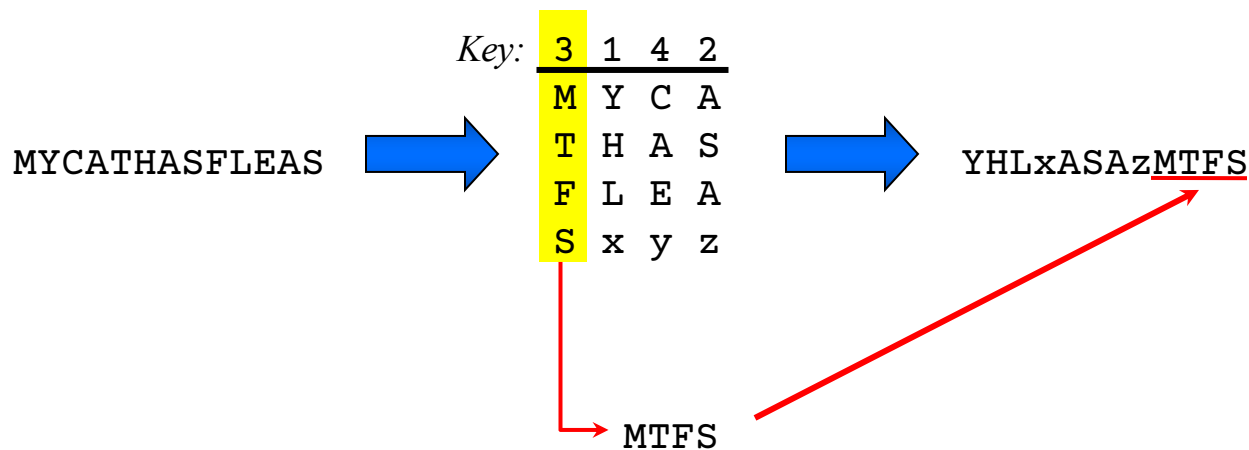 Key: 3 1 4 2
M Y C A
T H A S
F L E A
S x y z
MYCATHASFLEAS
YHLxASAzMTFS
MTFS